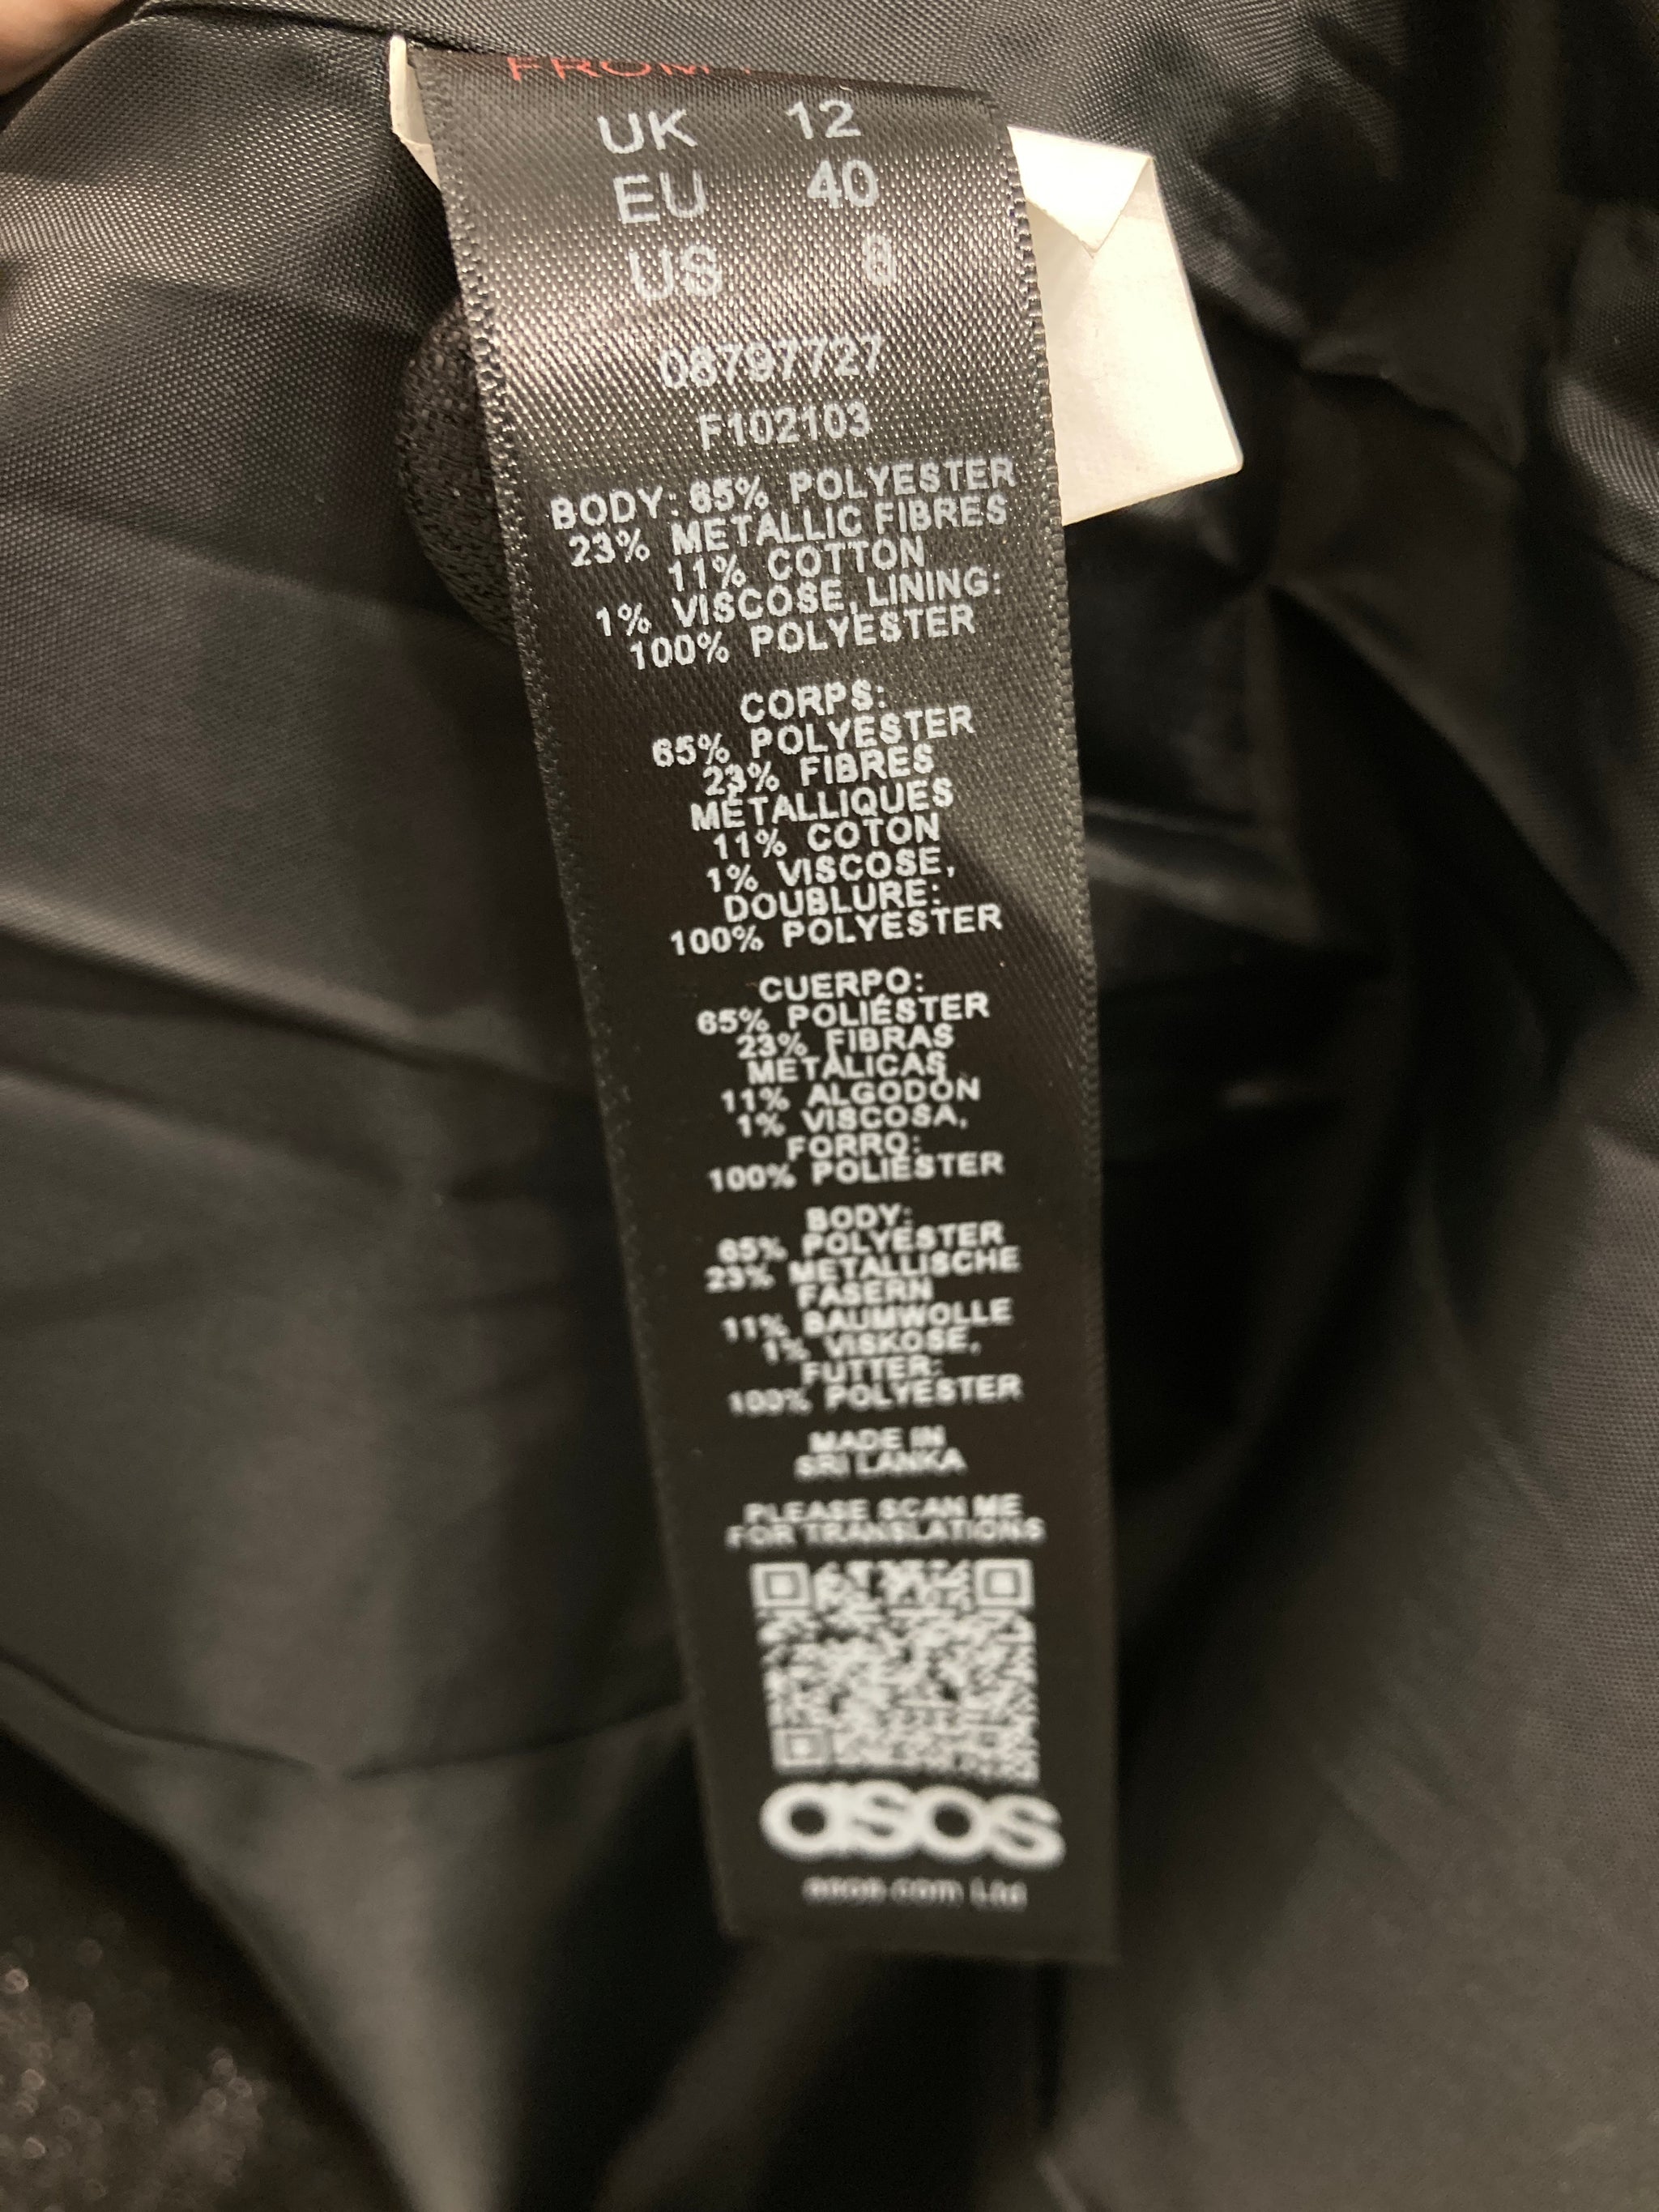 UK 12
EU 40
US 8
08797727
F102103
BODY: 65% POLYESTER
23% METALLIC FIBRES
11% COTTON
1% VISCOSE, LINING:
100% POLYESTER
CORPS:
65% POLYESTER
23% FIBRES
MÉTALLIQUES
11% COTON
1% VISCOSE,
DOUBLURE:
100% POLYESTER
CUERPO:
65% POLIÉSTER
23% FIBRAS
METÁLICAS
11% ALGODÓN
1% VISCOSA,
FORRO:
100% POLIÉSTER
BODY:
65% POLYESTER
23% METALLISCHE
FASERN
11% BAUMWOLLE
1% VISKOSE,
FUTTER:
100% POLYESTER
MADE IN
SRI LANKA
PLEASE SCAN ME
FOR TRANSLATIONS
asos
asos.com Ltd